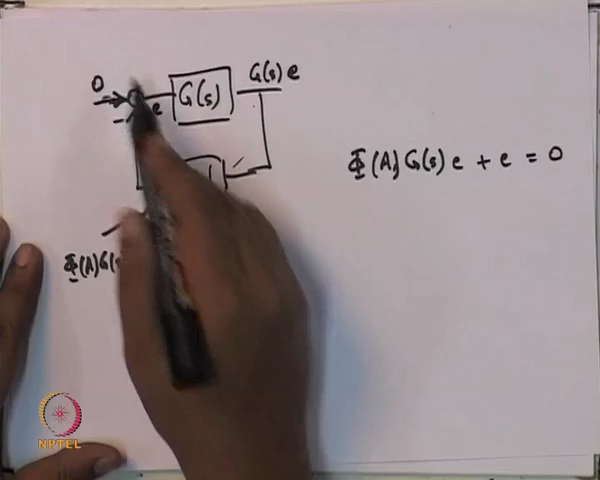 0
G(s) e
e
G(s)
−
Φ(A) G(s) e + e = 0
Φ(A)G(s
NPTEL